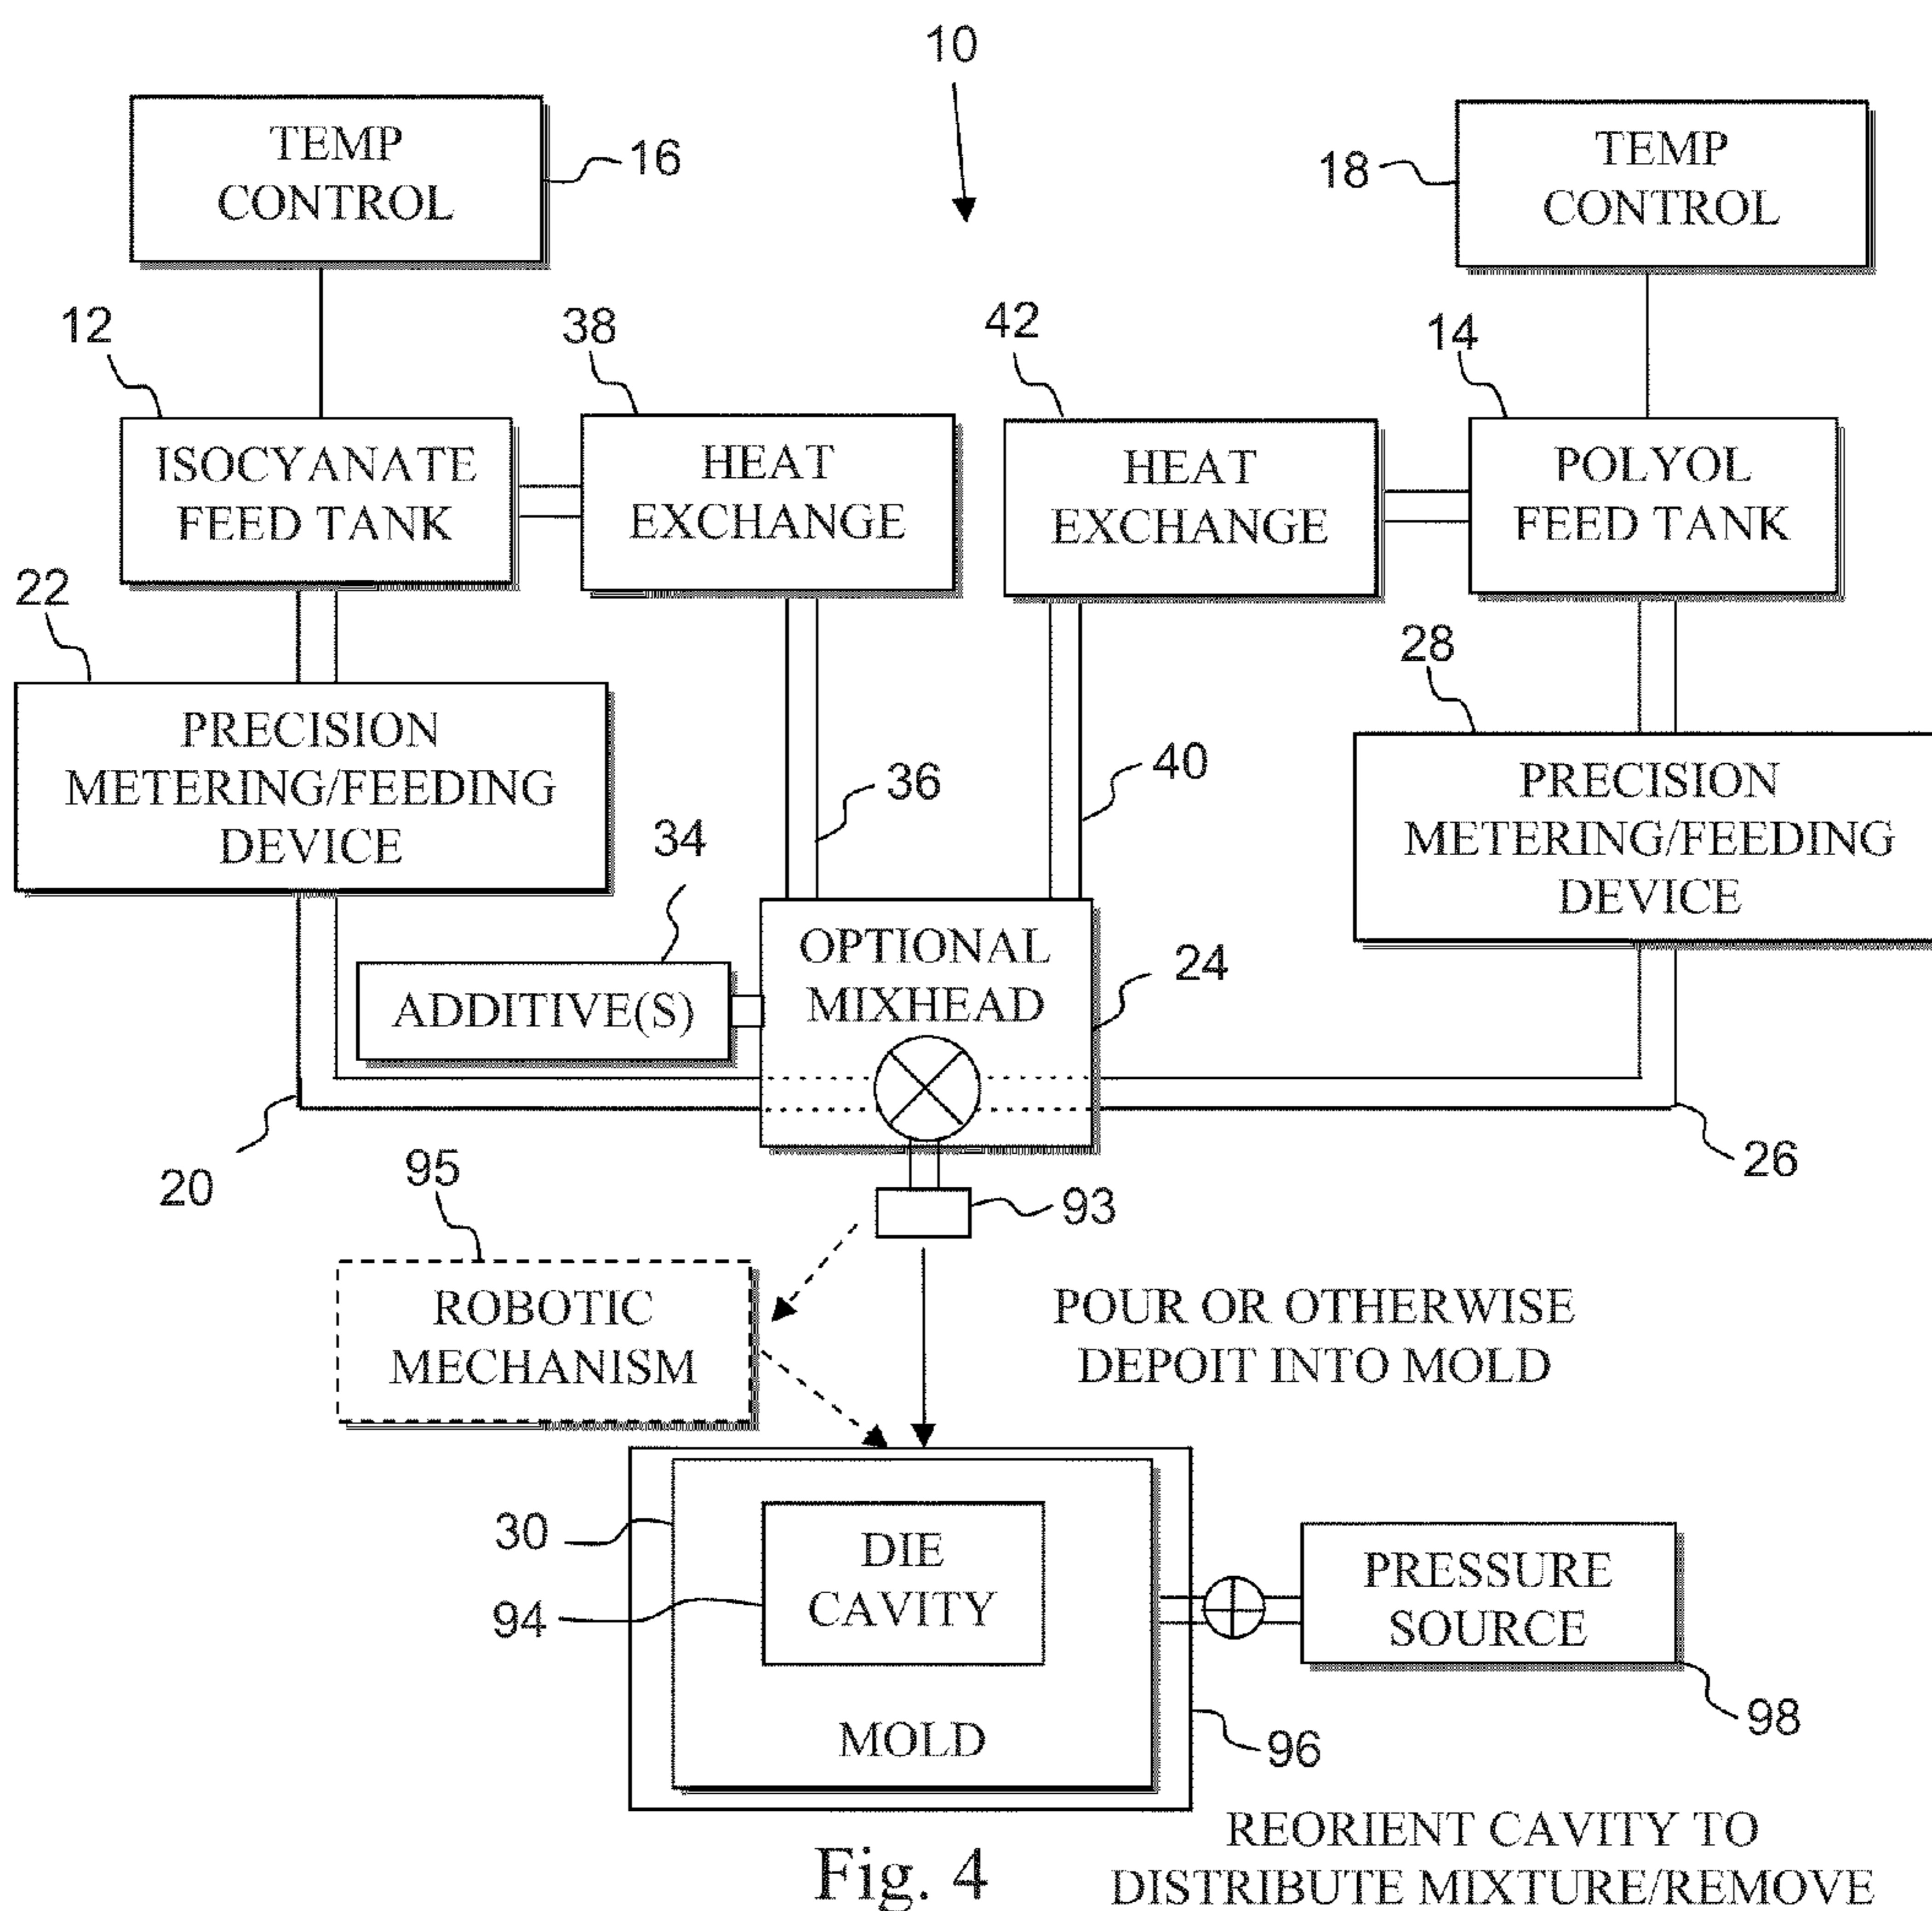 10
TEMP
CONTROL
16
18
TEMP
CONTROL
12
38
42
14
ISOCYANATE
FEED TANK
HEAT
EXCHANGE
HEAT
EXCHANGE
POLYOL
FEED TANK
22
28
PRECISION
METERING/FEEDING
DEVICE
36
40
PRECISION
METERING/FEEDING
DEVICE
34
ADDITIVE(S)
OPTIONAL
MIXHEAD
24
20
26
95
93
ROBOTIC
MECHANISM
POUR OR OTHERWISE
DEPOIT INTO MOLD
30
DIE
CAVITY
94
MOLD
PRESSURE
SOURCE
98
96
REORIENT CAVITY TO
DISTRIBUTE MIXTURE/REMOVE
Fig. 4